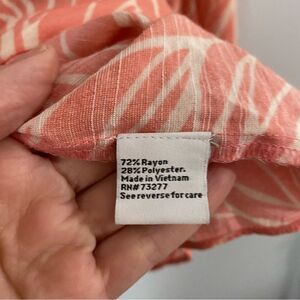 72% Rayon
28% Polyester.
Made in Vietnam
RN# 73277
See reverse for care